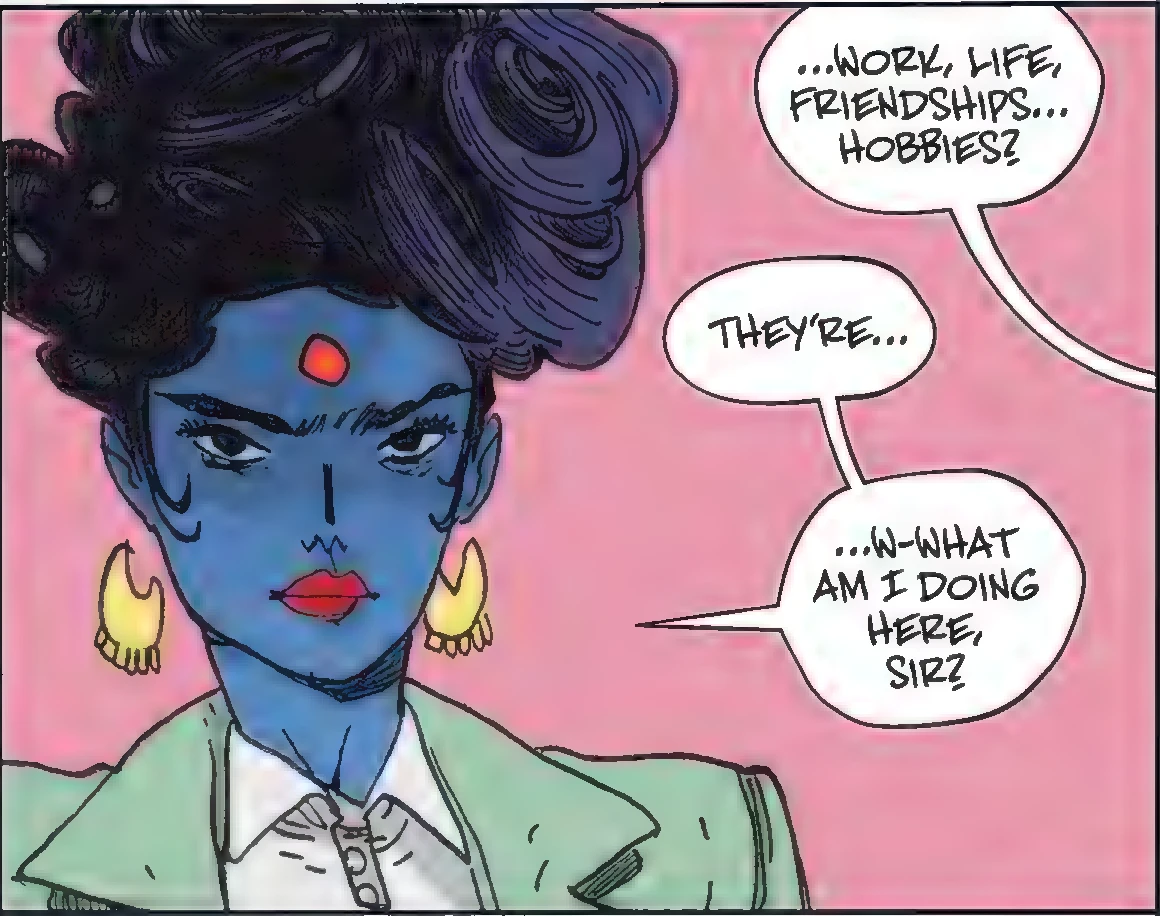 ...WORK, LIFE,
FRIENDSHIPS...
HOBBIES?
THEY'RE...
...W-WHAT
AM I DOING
HERE,
SIR?